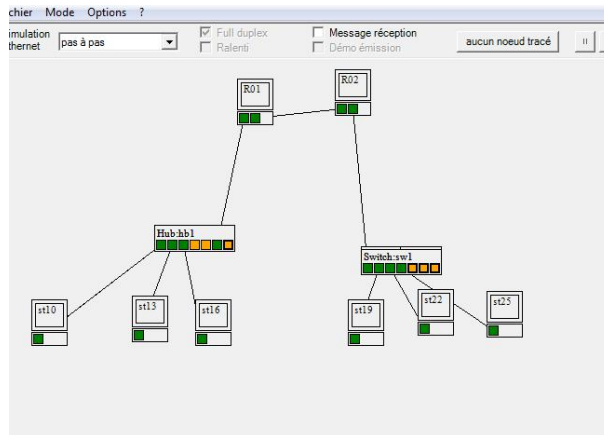 chier Mode Options ?
imulation
thernet
pas à pas
Full duplex
Ralenti
Message réception
Démo émission
aucun noeud tracé
R01
R02
Hub:hb1
Switch:sw1
st10
st13
st16
st19
st22
st25